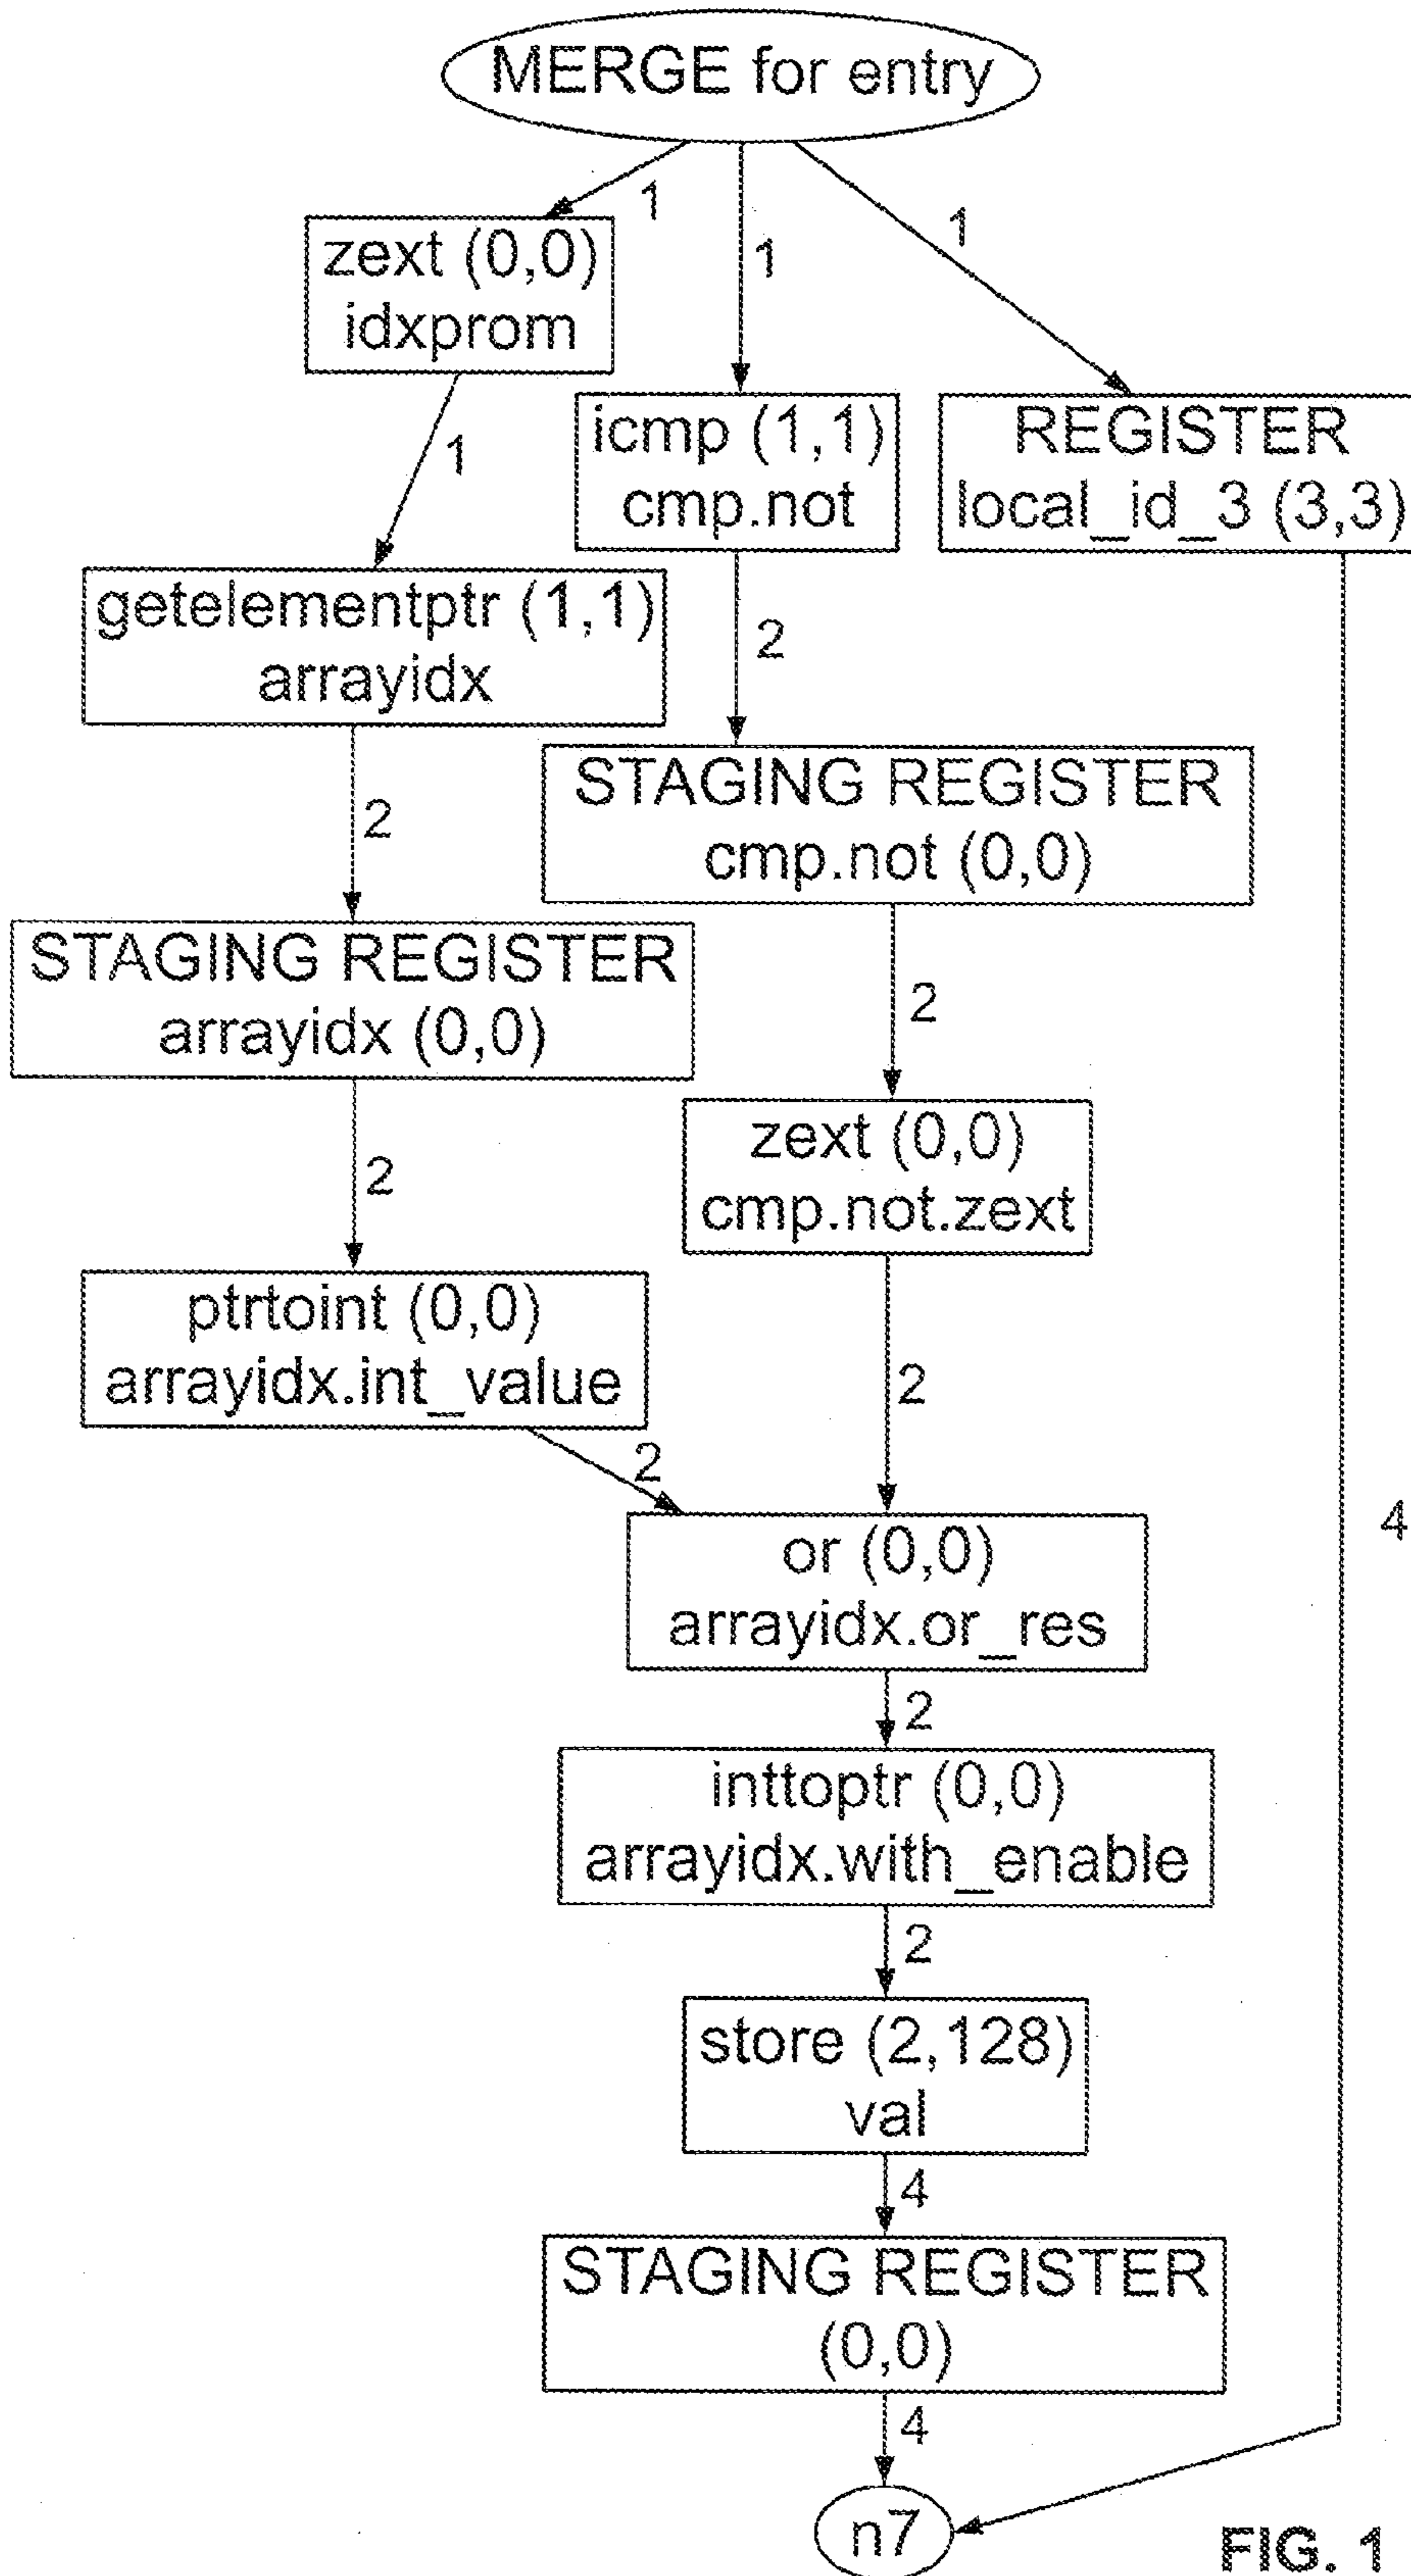 MERGE for entry
1
1
1
zext (0,0)
idxprom
1
icmp (1,1)
cmp.not
REGISTER
local_id_3 (3,3)
getelementptr (1,1)
arrayidx
2
2
STAGING REGISTER
cmp.not (0,0)
STAGING REGISTER
arrayidx (0,0)
2
2
zext (0,0)
cmp.not.zext
ptrtoint (0,0)
arrayidx.int_value
2
2
4
or (0,0)
arrayidx.or_res
2
inttoptr (0,0)
arrayidx.with_enable
2
store (2,128)
val
4
STAGING REGISTER
(0,0)
4
n7
FIG. 1